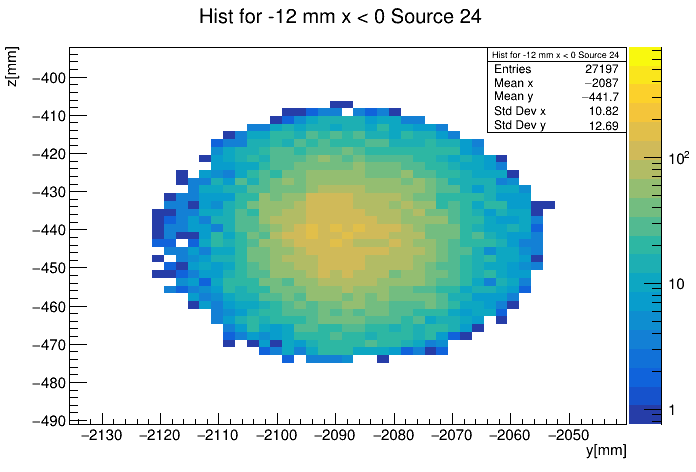 Hist for -12 mm x < 0 Source 24
z[mm]
Hist for -12 mm x < 0 Source 24
Entries 27197
Mean x −2087
Mean y −441.7
Std Dev x 10.82
Std Dev y 12.69
−400
−410
−420
−430
−440
−450
−460
−470
−480
−490
10²
10
1
−2130 −2120 −2110 −2100 −2090 −2080 −2070 −2060 −2050
y[mm]